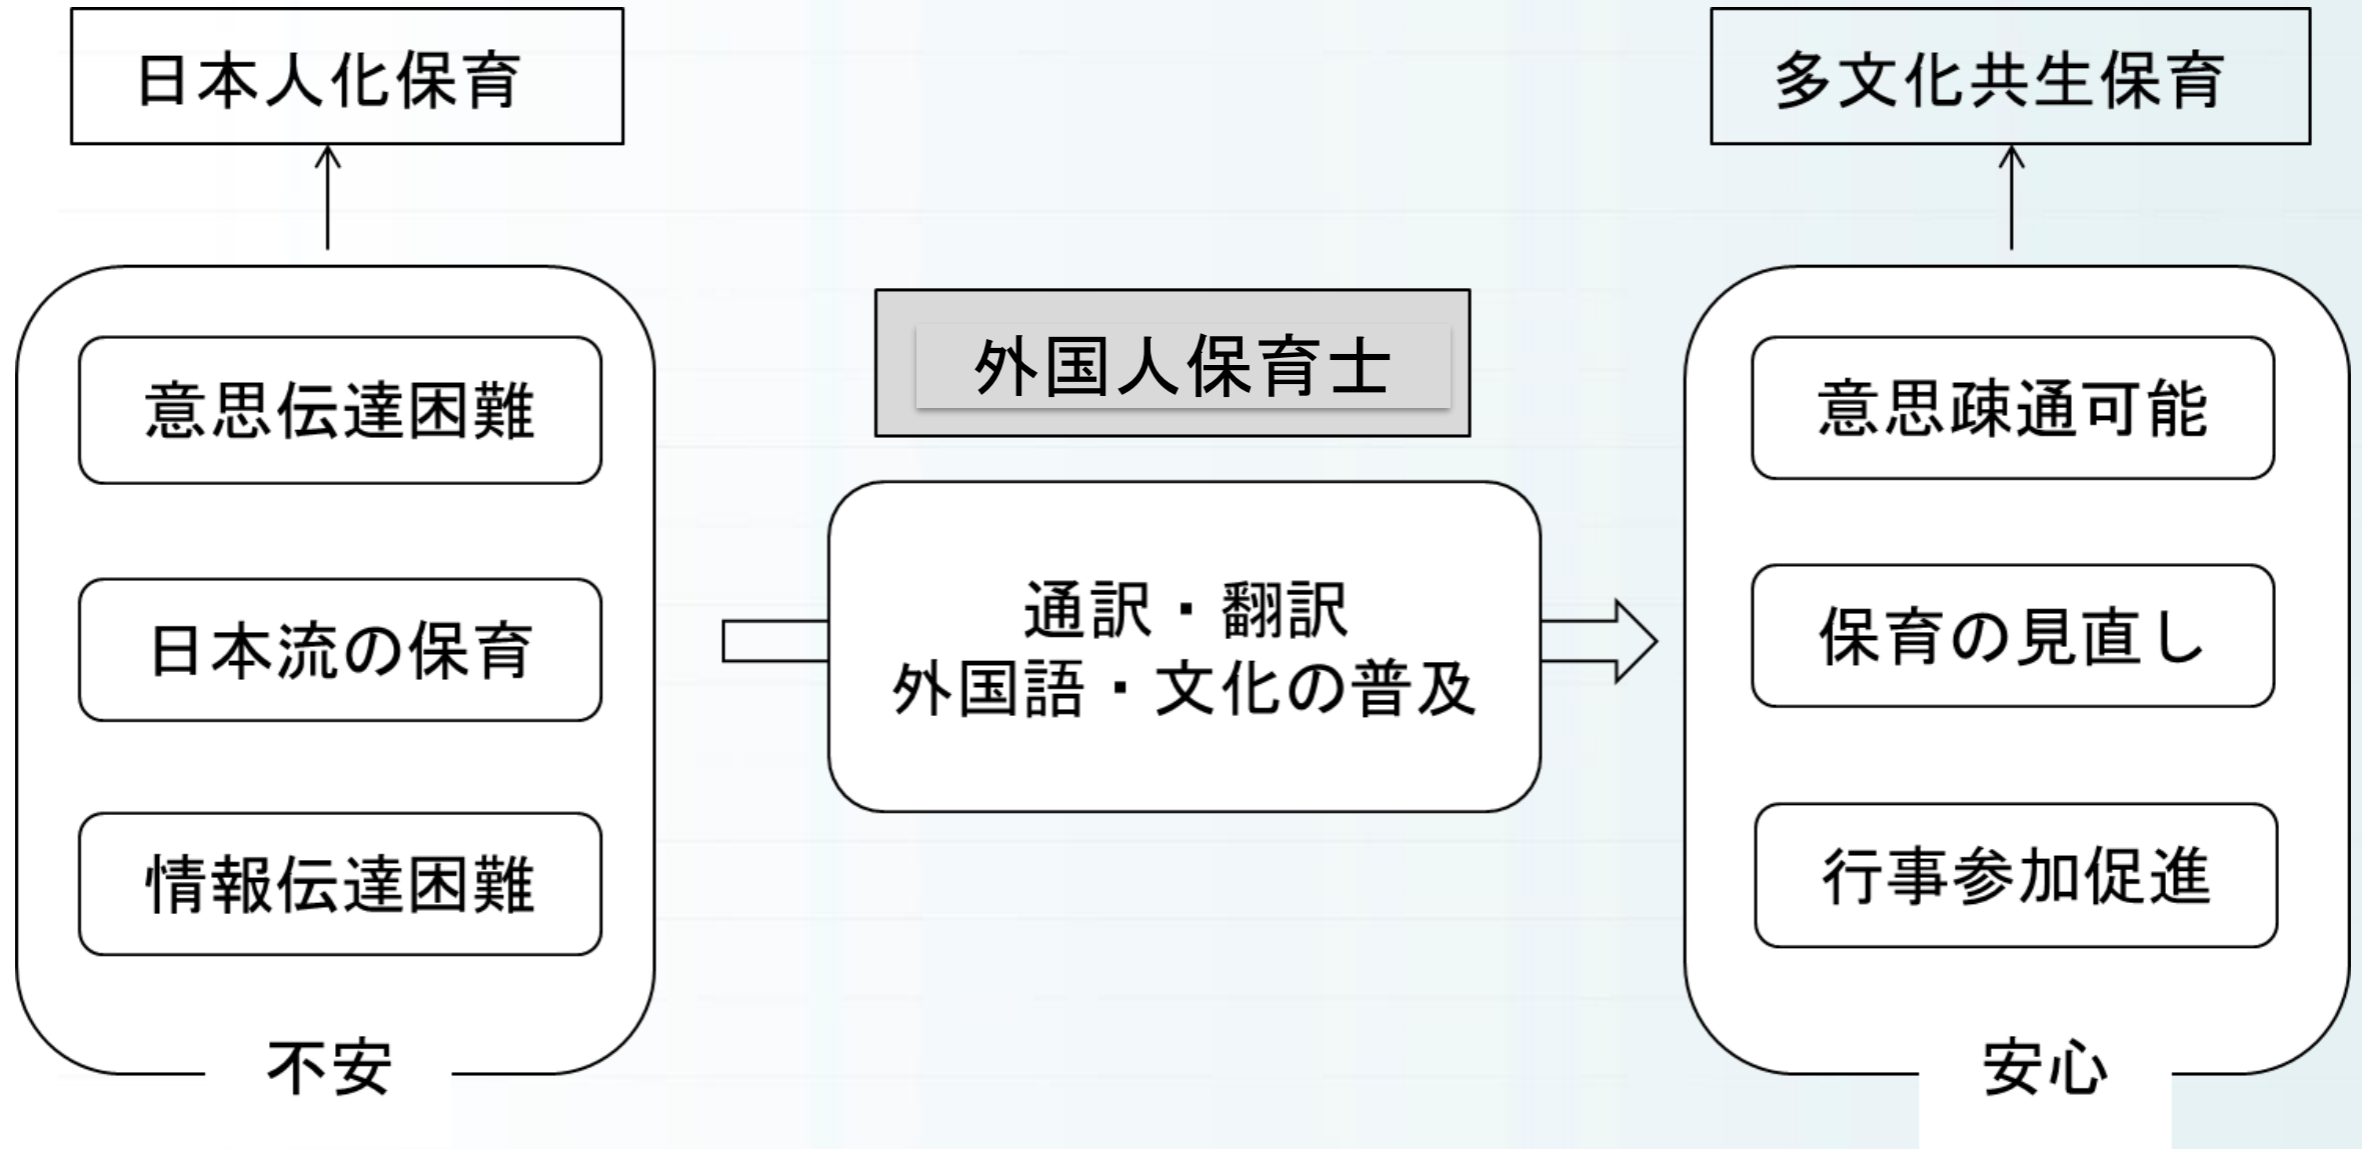 日本人化保育
意思伝達困難
日本流の保育
情報伝達困難
不安
外国人保育士
通訳・翻訳
外国語・文化の普及
多文化共生保育
意思疎通可能
保育の見直し
行事参加促進
安心